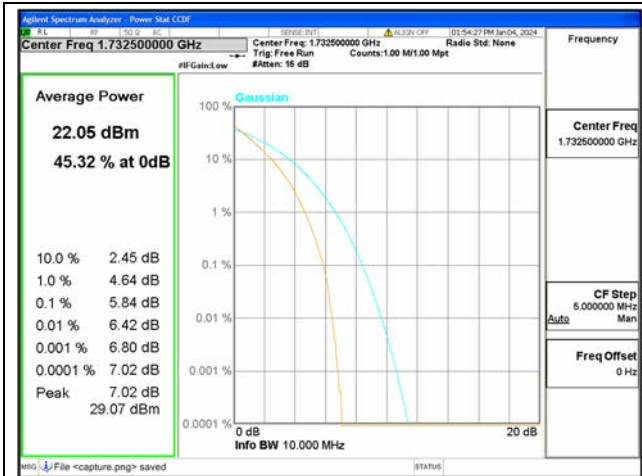 Agilent Spectrum Analyzer - Power Stat CCDF
RL RF 50 Ω AC SENSE:INT ALIGN OFF 01:54:27 PM Jan 04, 2024
Center Freq 1.732500000 GHz Center Freq: 1.732500000 GHz Radio Std: None Frequency
Trig: Free Run Counts:1.00 M/1.00 Mpt
#IFGain:Low #Atten: 16 dB
Average Power
22.05 dBm
45.32 % at 0dB
10.0 % 2.45 dB
1.0 % 4.64 dB
0.1 % 5.84 dB
0.01 % 6.42 dB
0.001 % 6.80 dB
0.0001 % 7.02 dB
Peak 7.02 dB
29.07 dBm
Gaussian
100 %
10 %
1 %
0.1 %
0.01 %
0.001 %
0.0001 %
0 dB 20 dB
Info BW 10.000 MHz
Center Freq
1.732500000 GHz
CF Step
5.000000 MHz
Auto Man
Freq Offset
0 Hz
MSG File <capture.png> saved STATUS